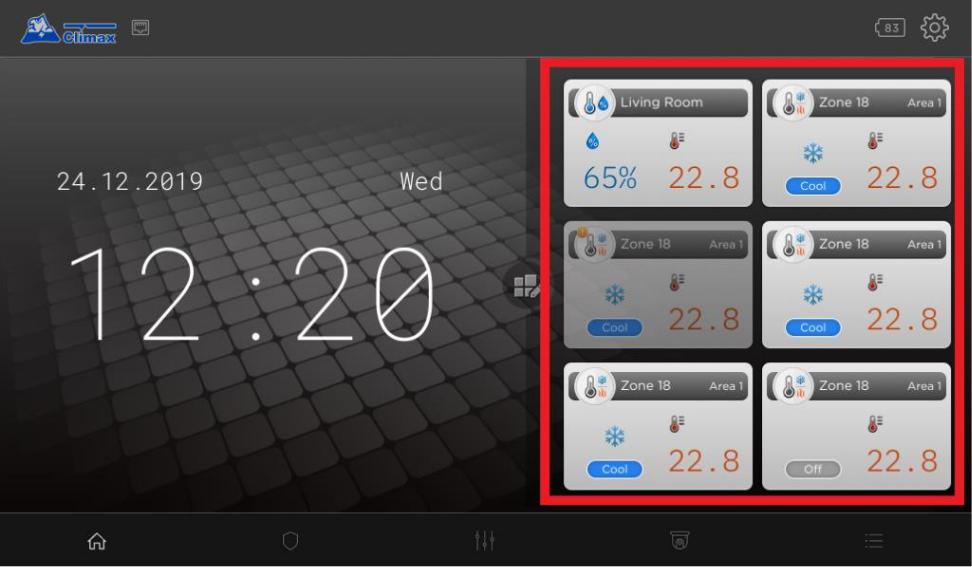 Climax
83
24.12.2019 Wed
12:20
Living Room
65% 22.8
Zone 18 Area 1
Cool 22.8
Zone 18 Area 1
Cool 22.8
Zone 18 Area 1
Cool 22.8
Zone 18 Area 1
Cool 22.8
Zone 18 Area 1
Off 22.8